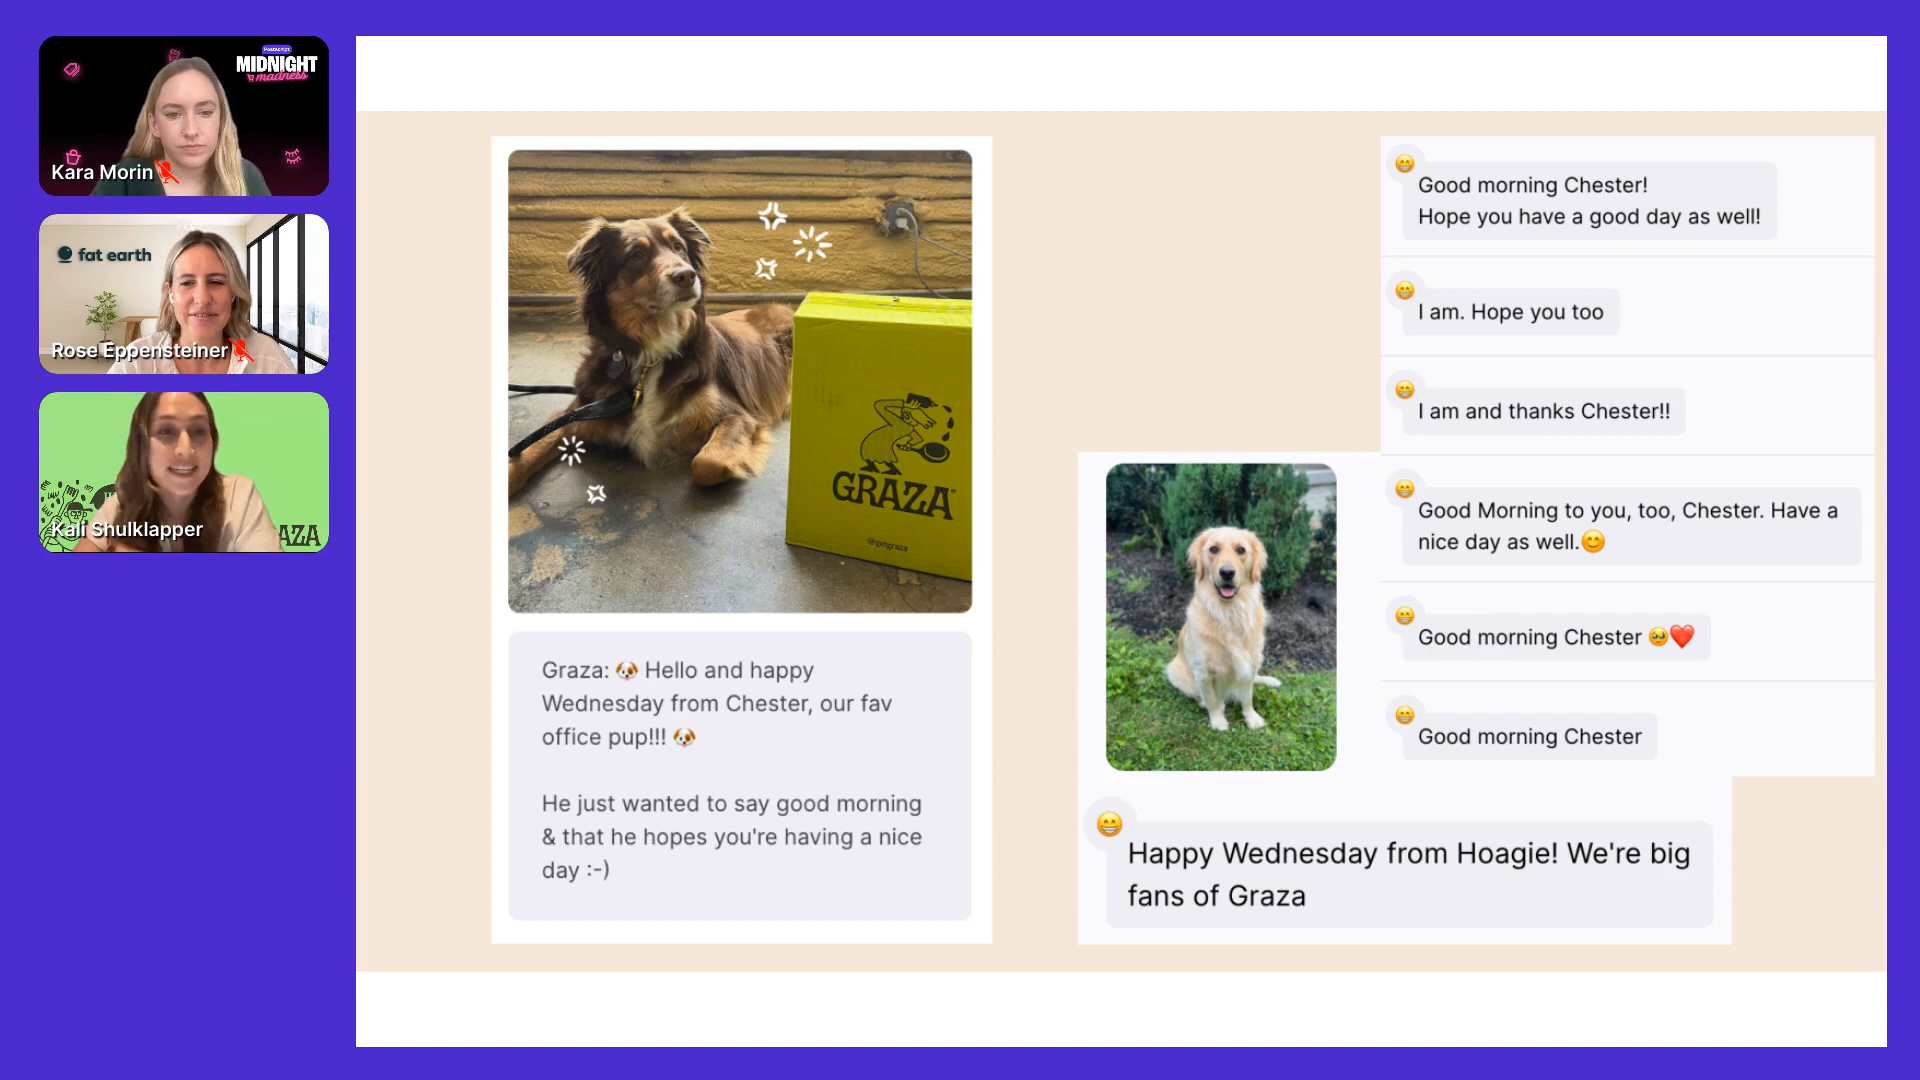 Postscript
MIDNIGHT
madness
Kara Morin
fat earth
Rose Eppensteiner
Kali Shulklapper
AZA
GRAZA
@getgraza
Graza: 🐶 Hello and happy
Wednesday from Chester, our fav
office pup!!! 🐶
He just wanted to say good morning
& that he hopes you're having a nice
day :-)
Good morning Chester!
Hope you have a good day as well!
I am. Hope you too
I am and thanks Chester!!
Good Morning to you, too, Chester. Have a
nice day as well.😊
Good morning Chester 🥹❤️
Good morning Chester
Happy Wednesday from Hoagie! We're big
fans of Graza